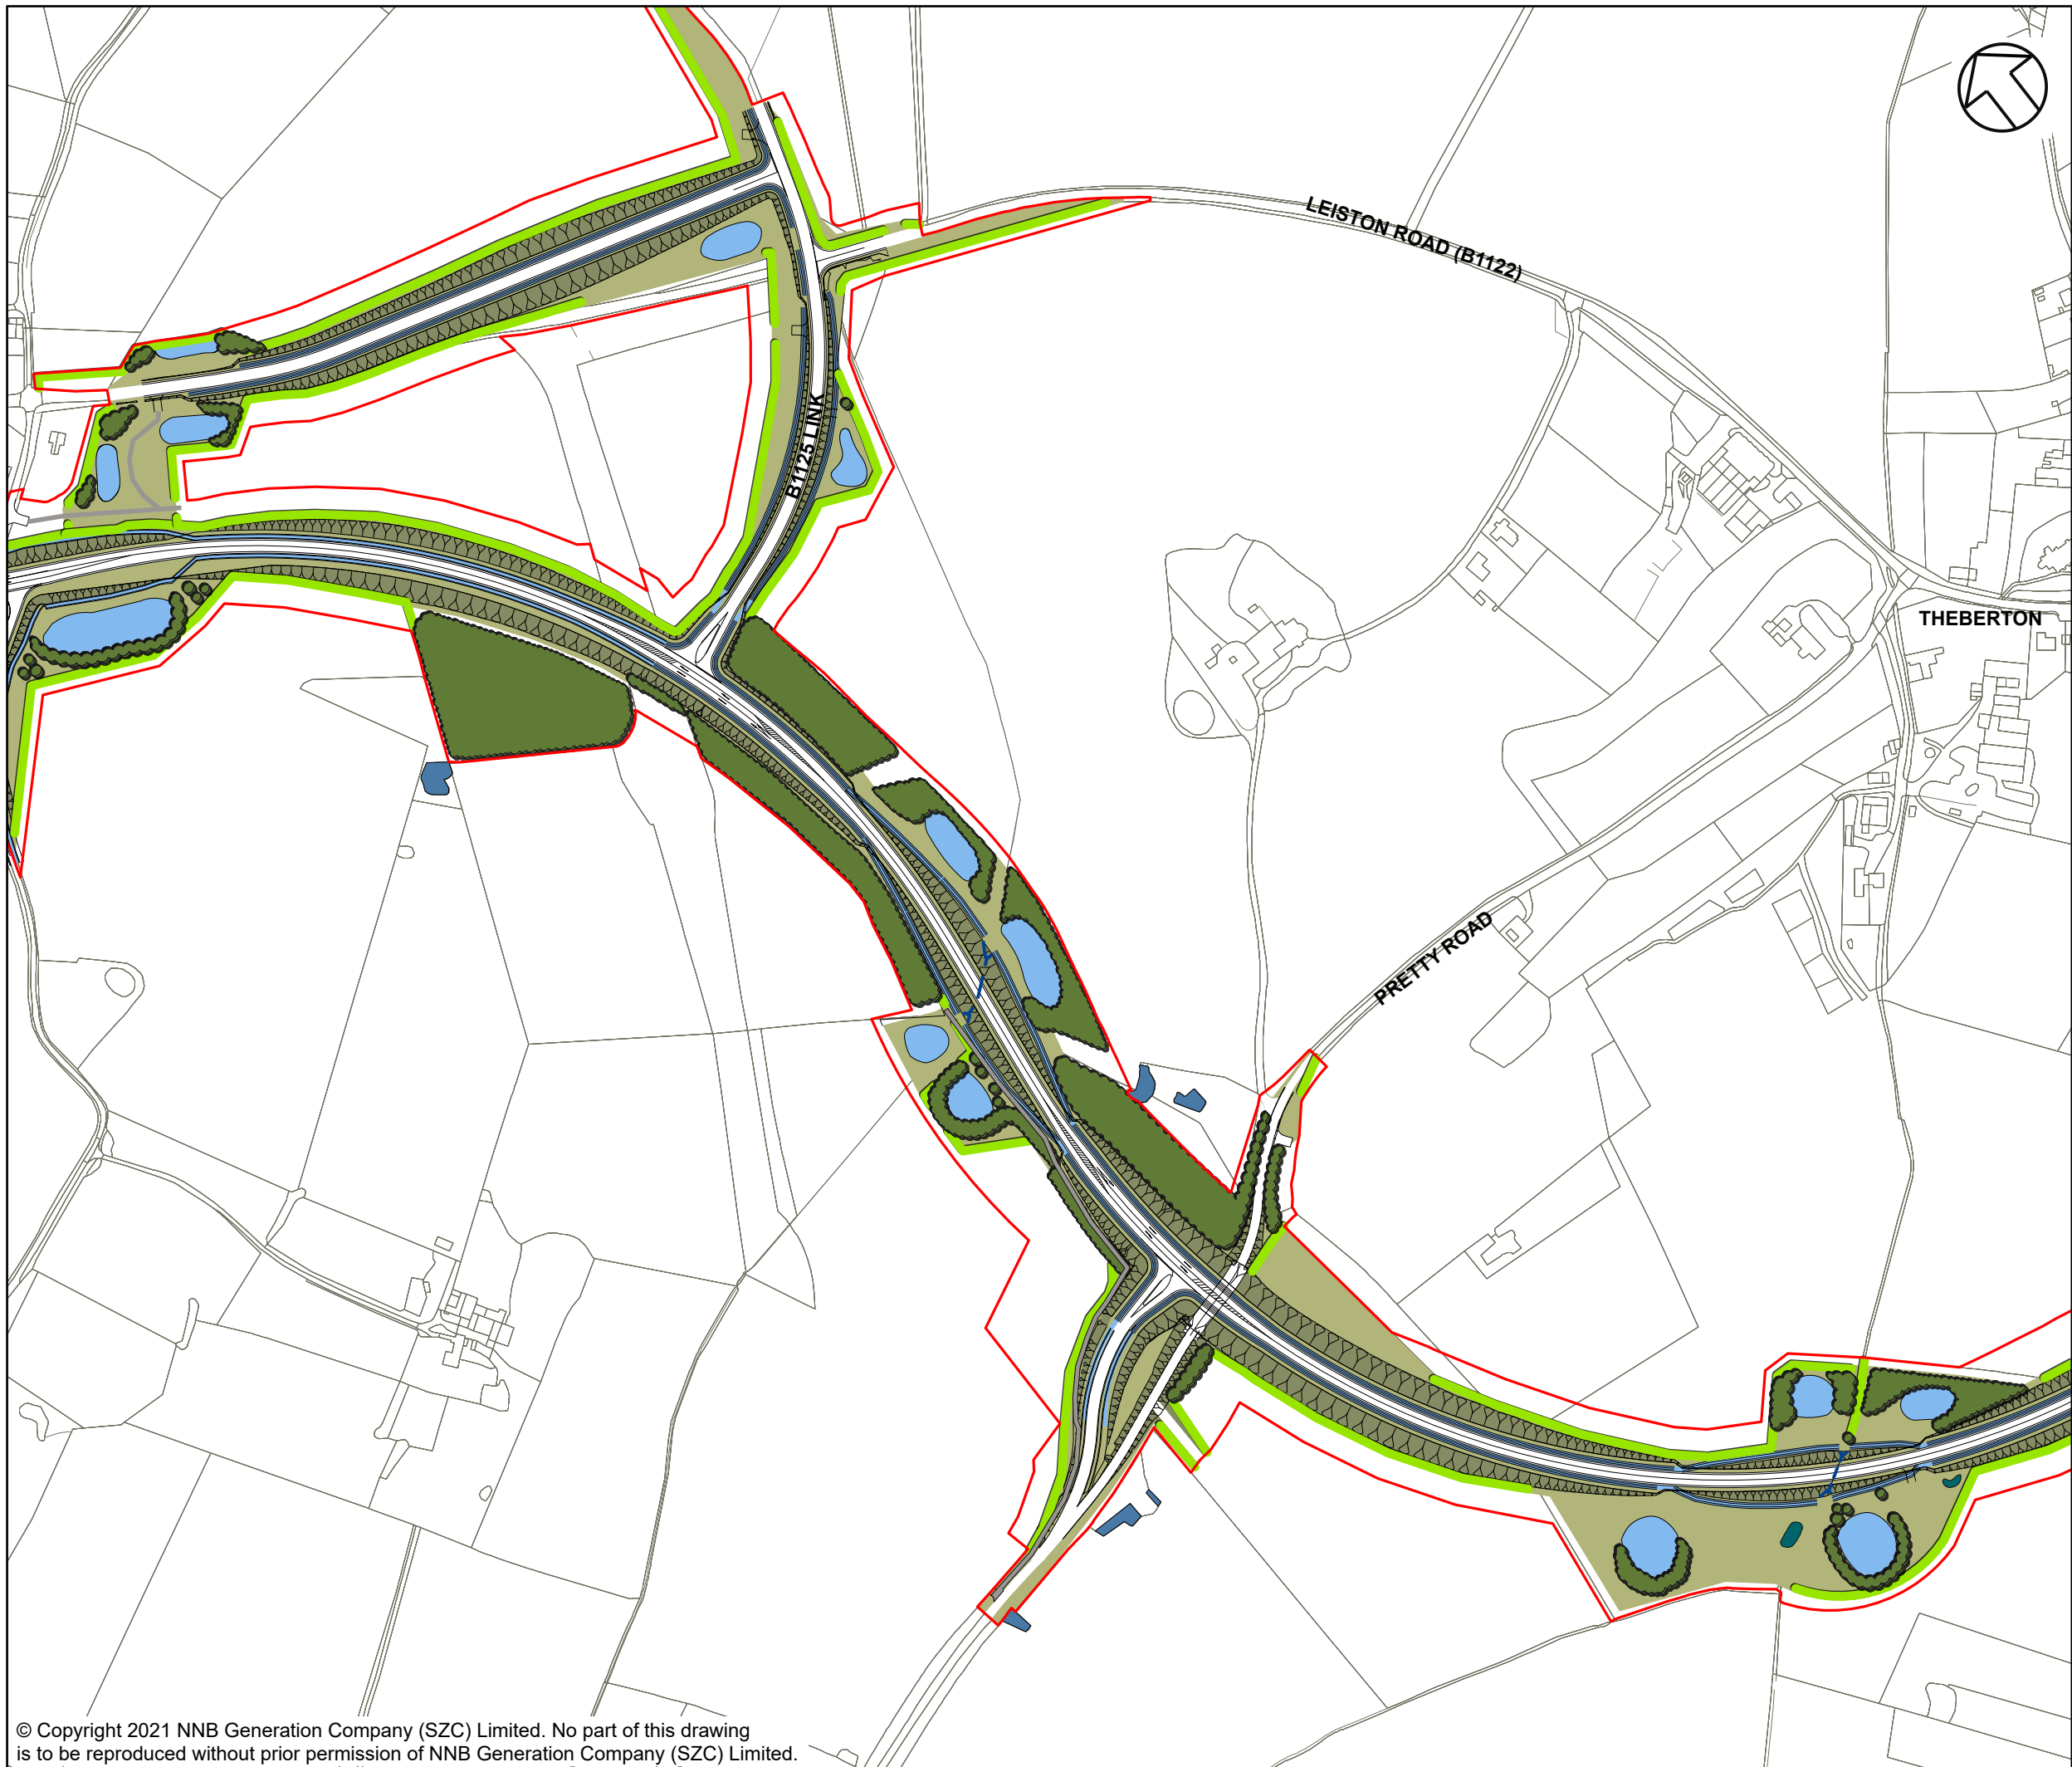 LEISTON ROAD (B1122)
B1125 LINK
THEBERTON
PRETTY ROAD
© Copyright 2021 NNB Generation Company (SZC) Limited. No part of this drawing
is to be reproduced without prior permission of NNB Generation Company (SZC) Limited.